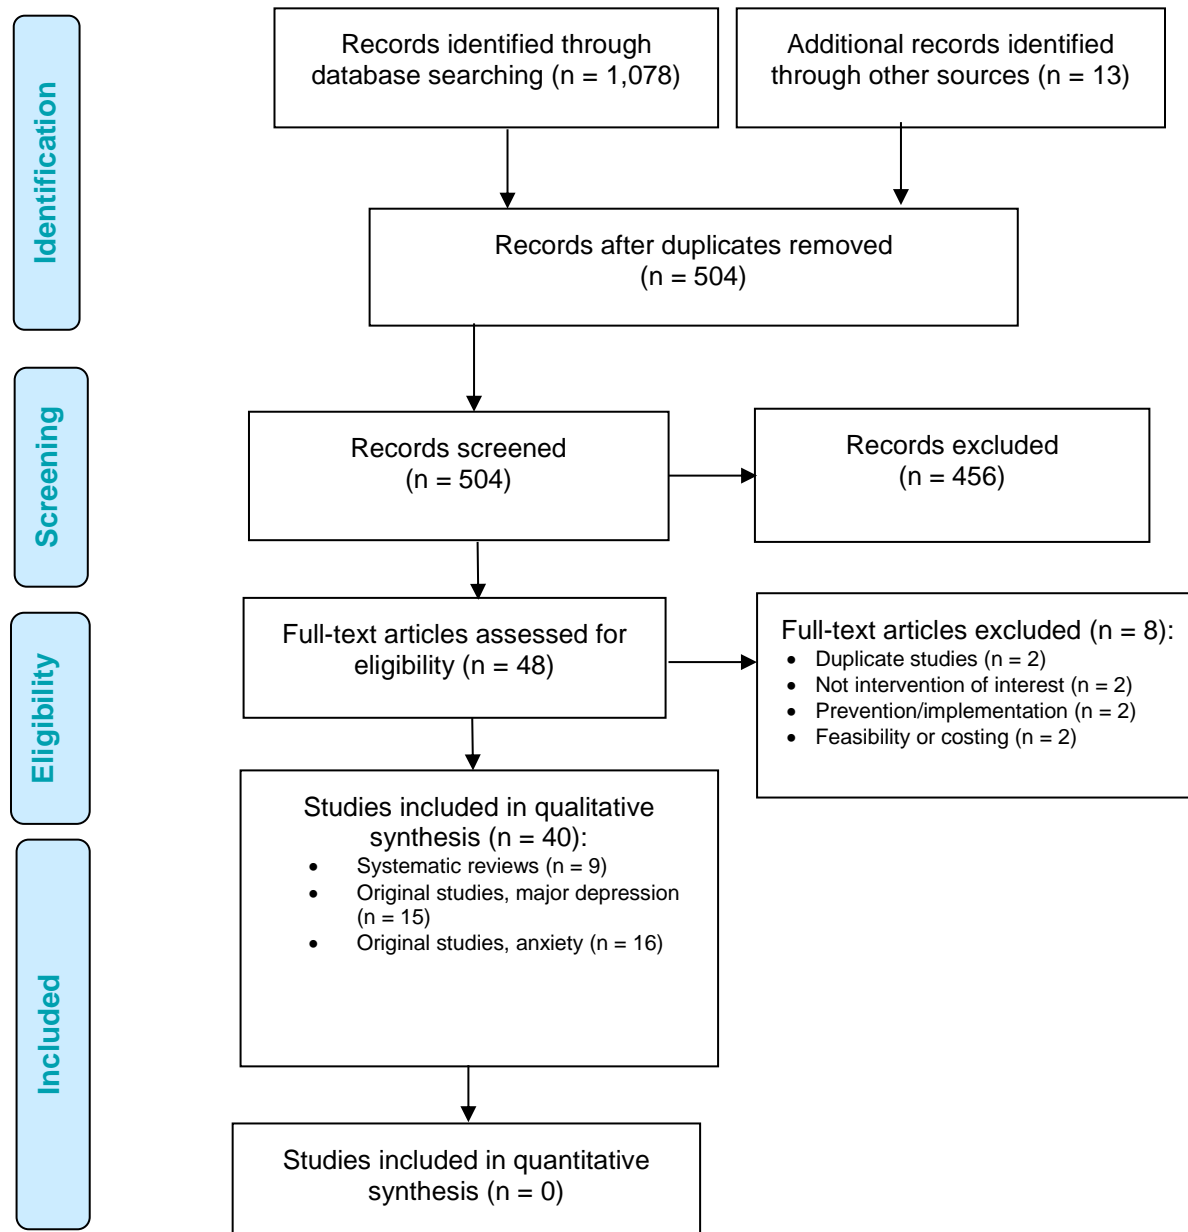 Identification
Records identified through
database searching (n = 1,078)
Additional records identified
through other sources (n = 13)
Records after duplicates removed
(n = 504)
Screening
Records screened
(n = 504)
Records excluded
(n = 456)
Eligibility
Full-text articles assessed for
eligibility (n = 48)
Full-text articles excluded (n = 8):
• Duplicate studies (n = 2)
• Not intervention of interest (n = 2)
• Prevention/implementation (n = 2)
• Feasibility or costing (n = 2)
Included
Studies included in qualitative
synthesis (n = 40):
• Systematic reviews (n = 9)
• Original studies, major depression
(n = 15)
• Original studies, anxiety (n = 16)
Studies included in quantitative
synthesis (n = 0)